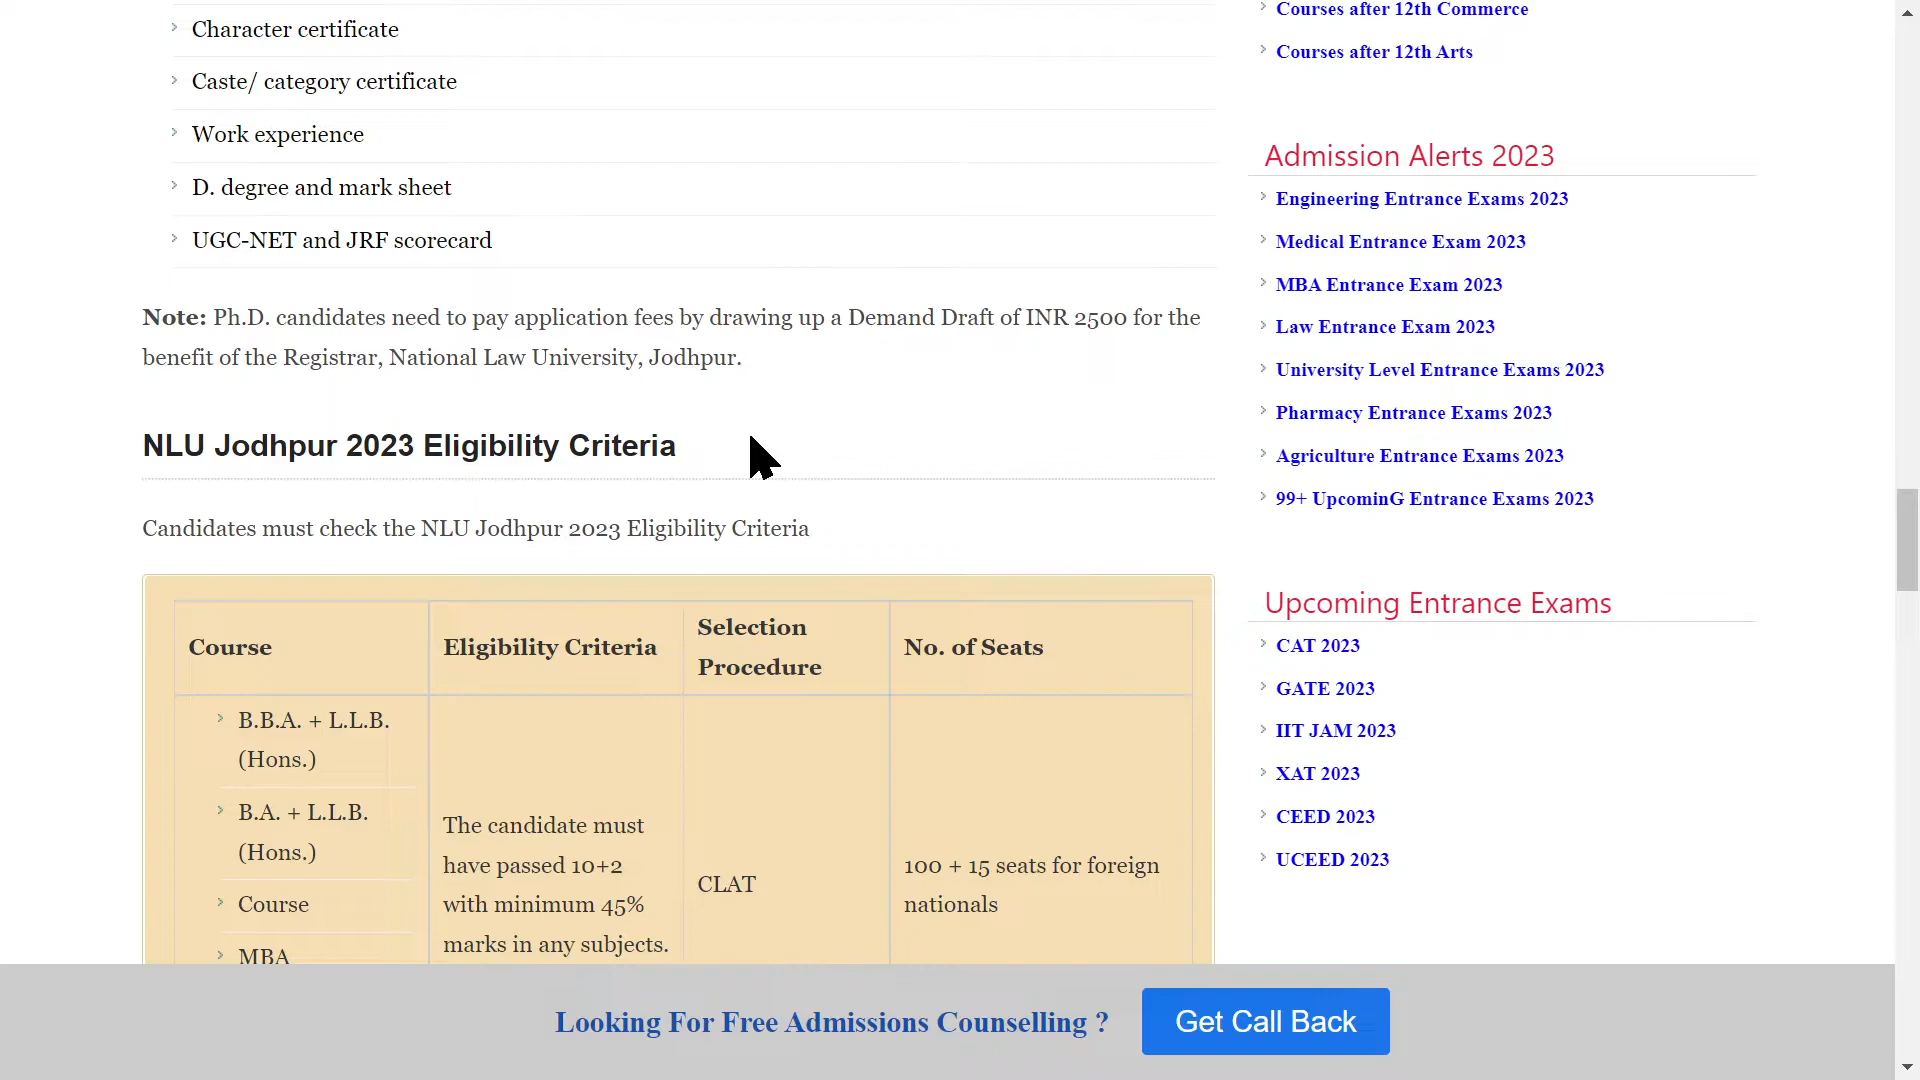 Character certificate
Caste/ category certificate
Work experience
D. degree and mark sheet
UGC-NET and JRF scorecard
Note: Ph.D. candidates need to pay application fees by drawing up a Demand Draft of INR 2500 for the
benefit of the Registrar, National Law University, Jodhpur.
NLU Jodhpur 2023 Eligibility Criteria
Candidates must check the NLU Jodhpur 2023 Eligibility Criteria
Course
Eligibility Criteria
Selection
Procedure
No. of Seats
B.B.A. + L.L.B.
(Hons.)
B.A. + L.L.B.
(Hons.)
Course
MBA
The candidate must
have passed 10+2
with minimum 45%
marks in any subjects.
CLAT
100 + 15 seats for foreign
nationals
Courses after 12th Commerce
Courses after 12th Arts
Admission Alerts 2023
Engineering Entrance Exams 2023
Medical Entrance Exam 2023
MBA Entrance Exam 2023
Law Entrance Exam 2023
University Level Entrance Exams 2023
Pharmacy Entrance Exams 2023
Agriculture Entrance Exams 2023
99+ UpcominG Entrance Exams 2023
Upcoming Entrance Exams
CAT 2023
GATE 2023
IIT JAM 2023
XAT 2023
CEED 2023
UCEED 2023
Looking For Free Admissions Counselling ?
Get Call Back